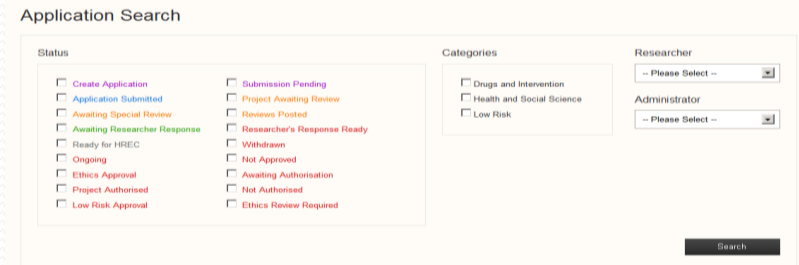 Application Search
Status
Create Application
Application Submitted
Awaiting Special Review
Awaiting Researcher Response
Ready for HREC
Ongoing
Ethics Approval
Project Authorised
Low Risk Approval
Submission Pending
Project Awaiting Review
Reviews Posted
Researcher's Response Ready
Withdrawn
Not Approved
Awaiting Authorisation
Not Authorised
Ethics Review Required
Categories
Drugs and Intervention
Health and Social Science
Low Risk
Researcher
-- Please Select --
Administrator
-- Please Select --
Search